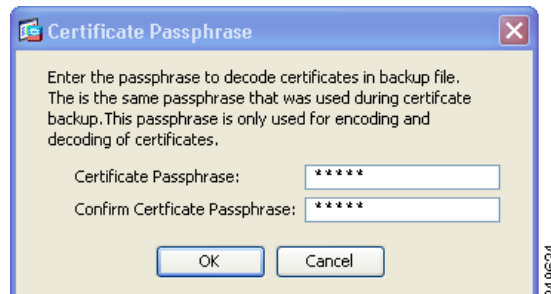 Certificate Passphrase
Enter the passphrase to decode certificates in backup file.
The is the same passphrase that was used during certifcate
backup.This passphrase is only used for encoding and
decoding of certificates.
Certificate Passphrase: *****
Confirm Certficate Passphrase: *****
OK Cancel